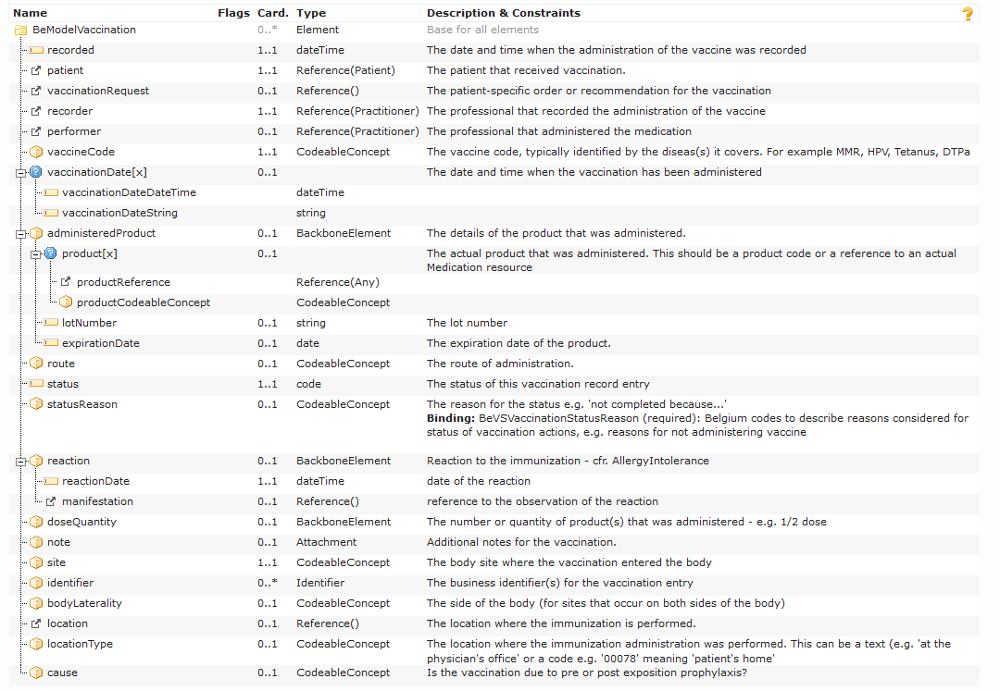 Name Flags Card. Type Description & Constraints ?
BeModelVaccination 0..* Element Base for all elements
recorded 1..1 dateTime The date and time when the administration of the vaccine was recorded
patient 1..1 Reference(Patient) The patient that received vaccination.
vaccinationRequest 0..1 Reference() The patient-specific order or recommendation for the vaccination
recorder 1..1 Reference(Practitioner) The professional that recorded the administration of the vaccine
performer 0..1 Reference(Practitioner) The professional that administered the medication
vaccineCode 1..1 CodeableConcept The vaccine code, typically identified by the diseas(s) it covers. For example MMR, HPV, Tetanus, DTPa
vaccinationDate[x] 0..1 The date and time when the vaccination has been administered
vaccinationDateDateTime dateTime
vaccinationDateString string
administeredProduct 0..1 BackboneElement The details of the product that was administered.
product[x] 0..1 The actual product that was administered. This should be a product code or a reference to an actual
Medication resource
productReference Reference(Any)
productCodeableConcept CodeableConcept
lotNumber 0..1 string The lot number
expirationDate 0..1 date The expiration date of the product.
route 0..1 CodeableConcept The route of administration.
status 1..1 code The status of this vaccination record entry
statusReason 0..1 CodeableConcept The reason for the status e.g. 'not completed because...'
Binding: BeVSVaccinationStatusReason (required): Belgium codes to describe reasons considered for
status of vaccination actions, e.g. reasons for not administering vaccine
reaction 0..1 BackboneElement Reaction to the immunization - cfr. AllergyIntolerance
reactionDate 1..1 dateTime date of the reaction
manifestation 0..1 Reference() reference to the observation of the reaction
doseQuantity 0..1 BackboneElement The number or quantity of product(s) that was administered - e.g. 1/2 dose
note 0..1 Attachment Additional notes for the vaccination.
site 1..1 CodeableConcept The body site where the vaccination entered the body
identifier 0..* Identifier The business identifier(s) for the vaccination entry
bodyLaterality 0..1 CodeableConcept The side of the body (for sites that occur on both sides of the body)
location 0..1 Reference() The location where the immunization is performed.
locationType 0..1 CodeableConcept The location where the immunization administration was performed. This can be a text (e.g. 'at the
physician's office' or a code e.g. '00078' meaning 'patient's home'
cause 0..1 CodeableConcept Is the vaccination due to pre or post exposition prophylaxis?